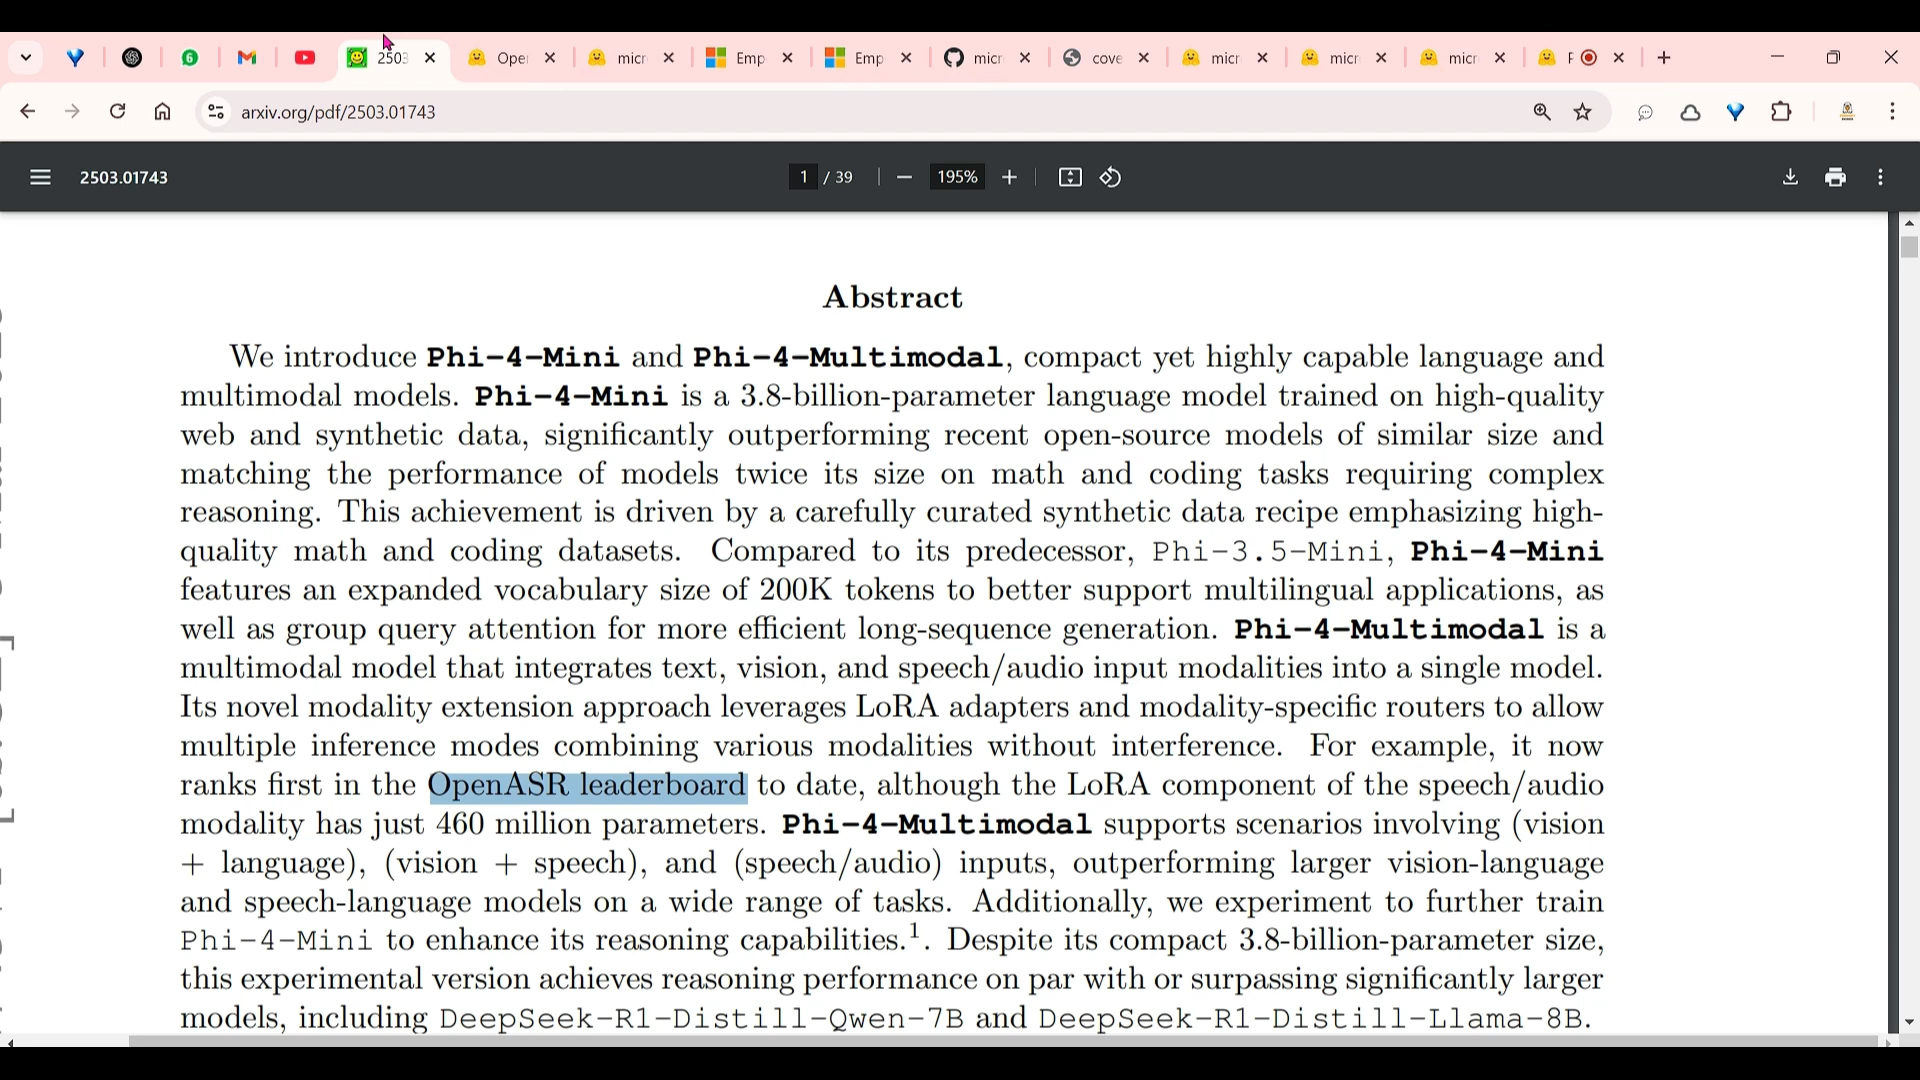 2503
Ope
micr
Emp
Emp
micr
cove
micr
micr
micr
F
arxiv.org/pdf/2503.01743
2503.01743
1 / 39
195%
Abstract
We introduce Phi-4-Mini and Phi-4-Multimodal, compact yet highly capable language and
multimodal models. Phi-4-Mini is a 3.8-billion-parameter language model trained on high-quality
web and synthetic data, significantly outperforming recent open-source models of similar size and
matching the performance of models twice its size on math and coding tasks requiring complex
reasoning. This achievement is driven by a carefully curated synthetic data recipe emphasizing high-
quality math and coding datasets. Compared to its predecessor, Phi-3.5-Mini, Phi-4-Mini
features an expanded vocabulary size of 200K tokens to better support multilingual applications, as
well as group query attention for more efficient long-sequence generation. Phi-4-Multimodal is a
multimodal model that integrates text, vision, and speech/audio input modalities into a single model.
Its novel modality extension approach leverages LoRA adapters and modality-specific routers to allow
multiple inference modes combining various modalities without interference. For example, it now
ranks first in the OpenASR leaderboard to date, although the LoRA component of the speech/audio
modality has just 460 million parameters. Phi-4-Multimodal supports scenarios involving (vision
+ language), (vision + speech), and (speech/audio) inputs, outperforming larger vision-language
and speech-language models on a wide range of tasks. Additionally, we experiment to further train
Phi-4-Mini to enhance its reasoning capabilities.¹. Despite its compact 3.8-billion-parameter size,
this experimental version achieves reasoning performance on par with or surpassing significantly larger
models, including DeepSeek-R1-Distill-Qwen-7B and DeepSeek-R1-Distill-Llama-8B.